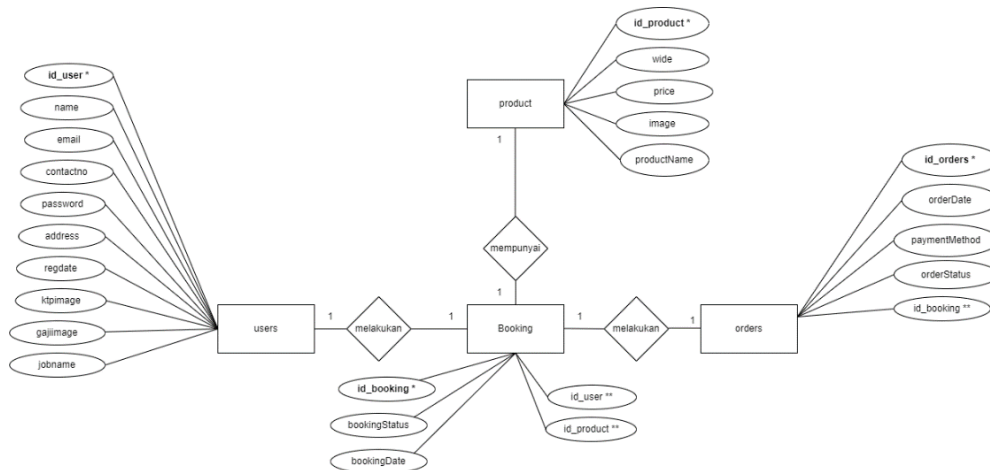 id_user *
name
email
contactno
password
address
regdate
ktpimage
gajiimage
jobname
users
1
melakukan
1
product
id_product *
wide
price
image
productName
1
mempunyai
1
Booking
id_booking *
bookingStatus
bookingDate
id_user **
id_product **
1
melakukan
1
orders
id_orders *
orderDate
paymentMethod
orderStatus
id_booking **